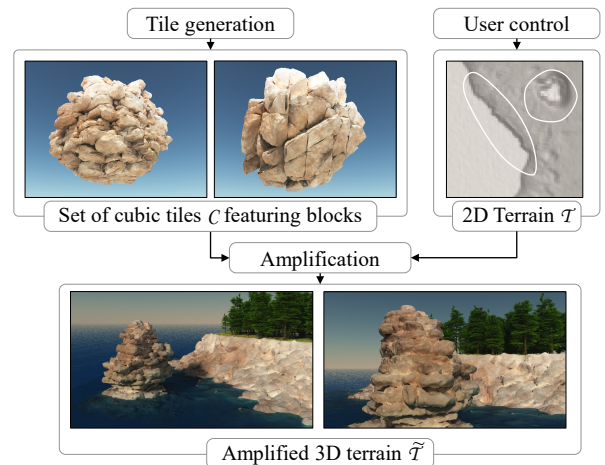 Tile generation
User control
Set of cubic tiles C featuring blocks
2D Terrain 𝒯
Amplification
Amplified 3D terrain 𝒯̃